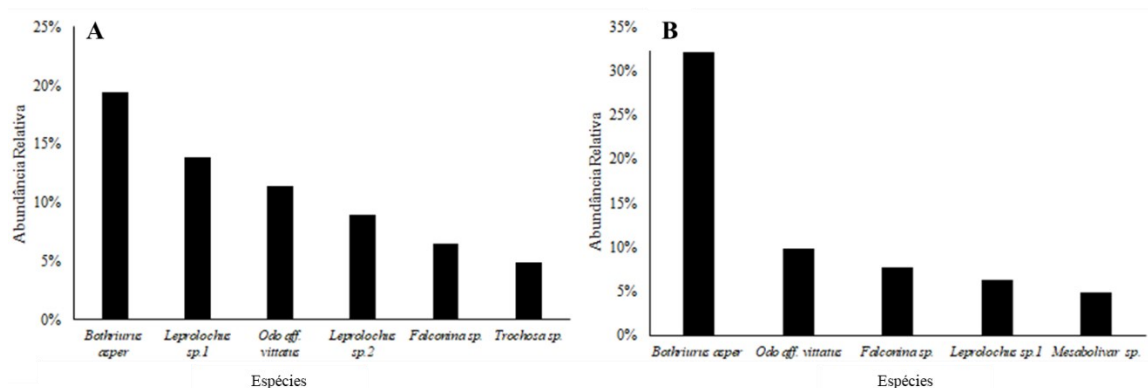 A
25%
20%
15%
10%
5%
0%
Abundância Relativa
Bothriurus asper
Leprolochus sp.1
Odo aff. vittatus
Leprolochus sp.2
Falconina sp.
Trochosa sp.
Espécies
B
35%
30%
25%
20%
15%
10%
5%
0%
Abundância Relativa
Bothriurus asper
Odo aff. vittatus
Falconina sp.
Leprolochus sp.1
Mesabolivar sp.
Espécies